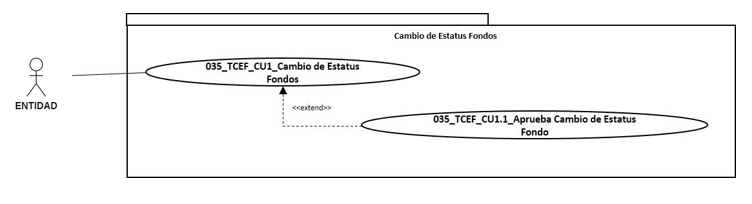 Cambio de Estatus Fondos
035_TCEF_CU1_Cambio de Estatus
Fondos
ENTIDAD
<<extend>>
035_TCEF_CU1.1_Aprueba Cambio de Estatus
Fondo